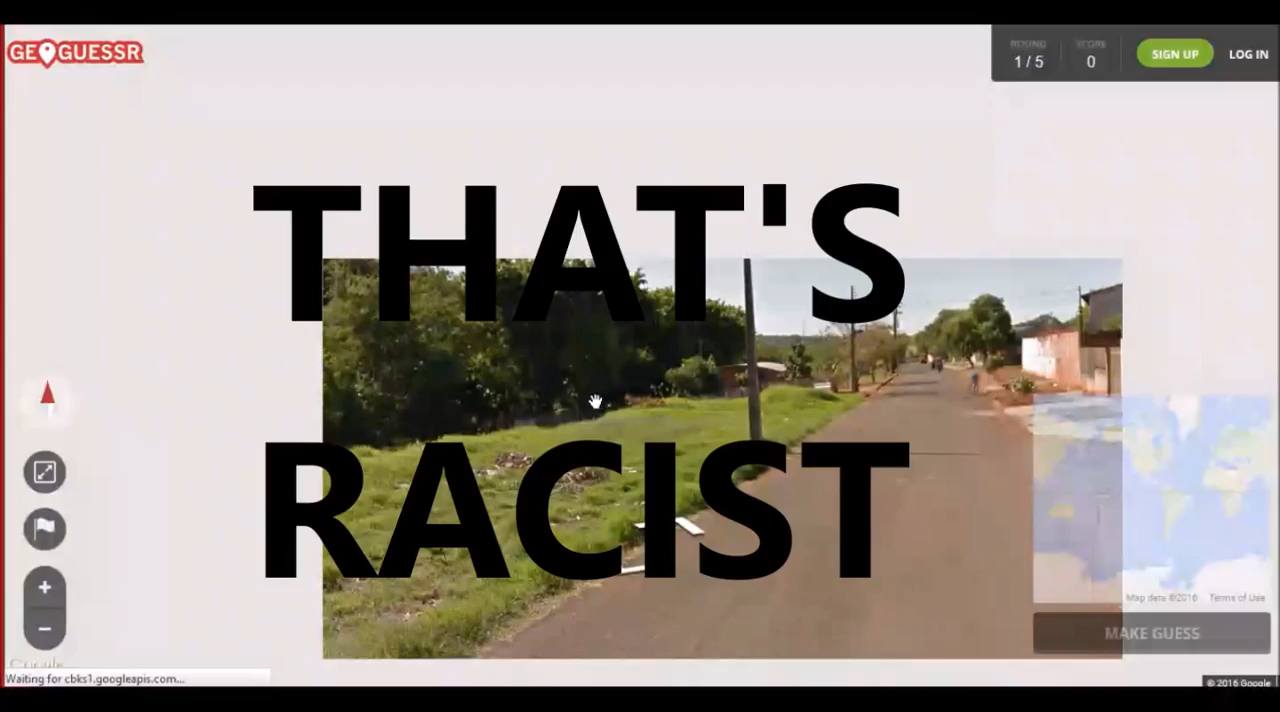 GEOGUESSR
ROUND
1 / 5
SCORE
0
SIGN UP
LOG IN
THAT'S
RACIST
Map data ©2016
Terms of Use
MAKE GUESS
Google
Waiting for cbks1.googleapis.com...
© 2016 Google